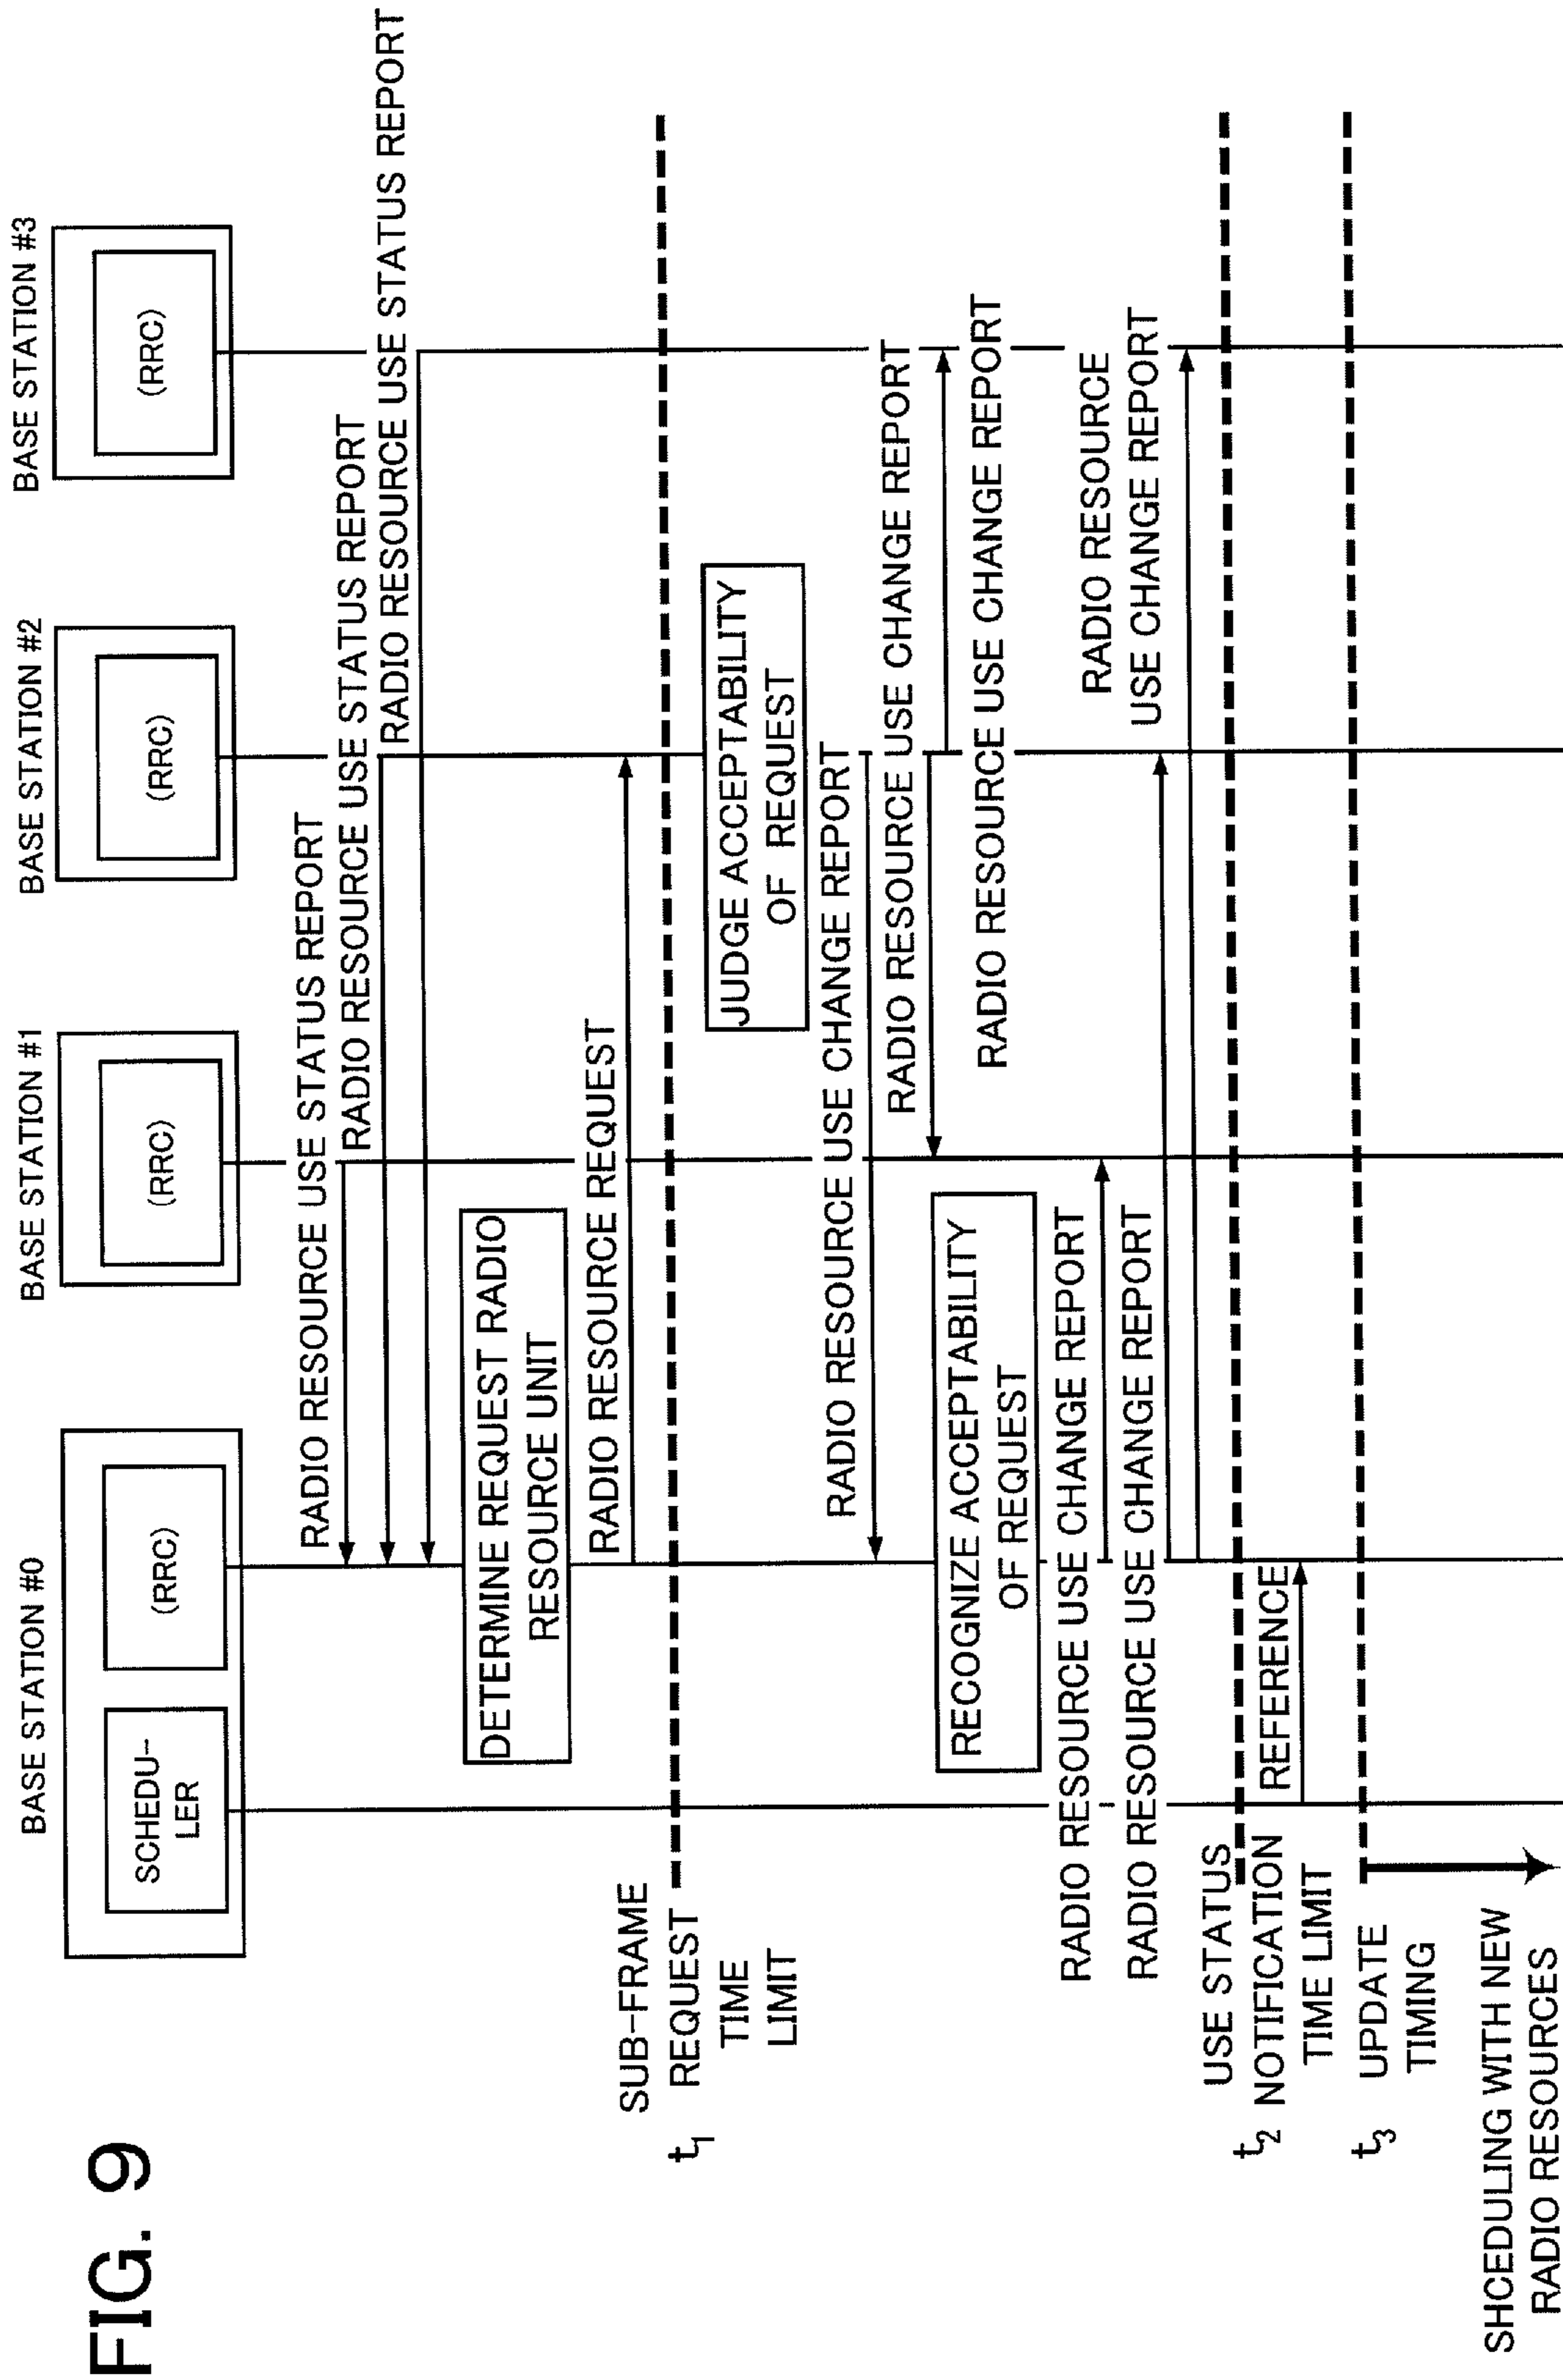 FIG. 9
BASE STATION #0
BASE STATION #1
BASE STATION #2
BASE STATION #3
SCHEDU-
LER
(RRC)
(RRC)
(RRC)
(RRC)
RADIO RESOURCE USE STATUS REPORT
RADIO RESOURCE USE STATUS REPORT
RADIO RESOURCE USE STATUS REPORT
DETERMINE REQUEST RADIO
RESOURCE UNIT
RADIO RESOURCE REQUEST
SUB-FRAME
t1 REQUEST
TIME
LIMIT
JUDGE ACCEPTABILITY
OF REQUEST
RADIO RESOURCE USE CHANGE REPORT
RADIO RESOURCE USE CHANGE REPORT
RADIO RESOURCE USE CHANGE REPORT
RECOGNIZE ACCEPTABILITY
OF REQUEST
RADIO RESOURCE USE CHANGE REPORT
RADIO RESOURCE USE CHANGE REPORT
RADIO RESOURCE
USE CHANGE REPORT
USE STATUS
t2 NOTIFICATION
TIME LIMIT
REFERENCE
t3 UPDATE
TIMING
SHCEDULING WITH NEW
RADIO RESOURCES